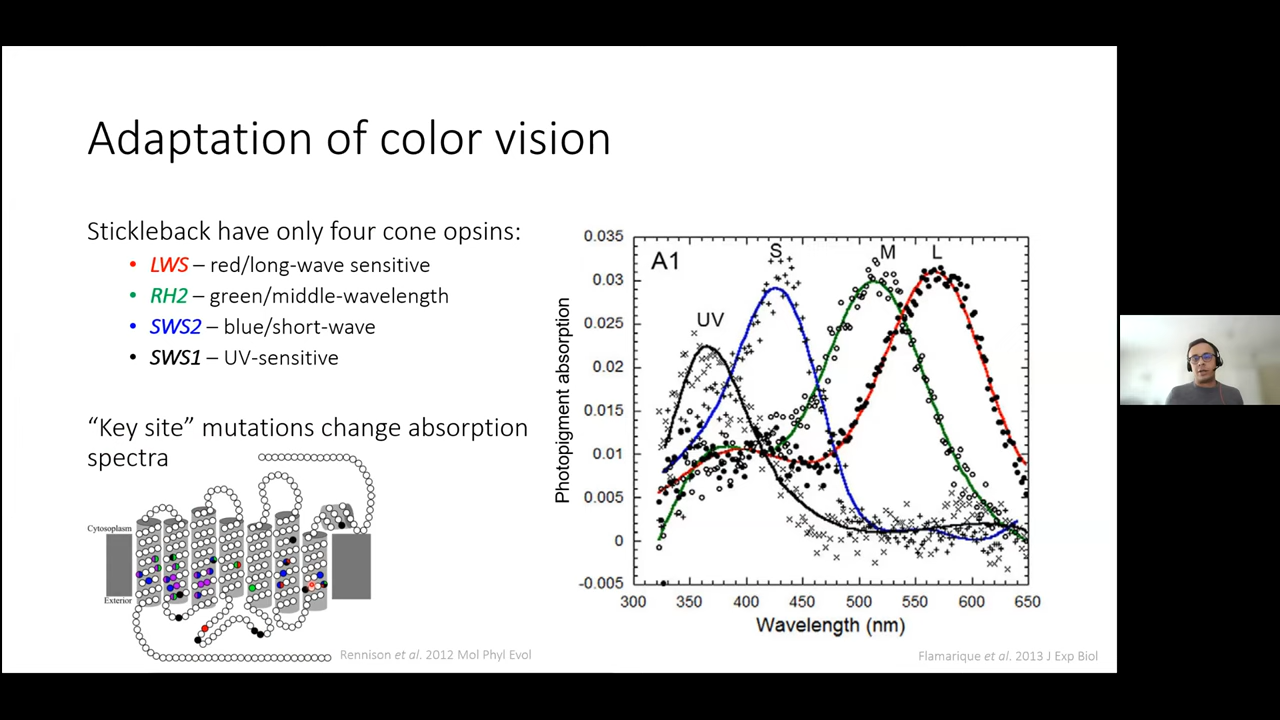 Adaptation of color vision
Stickleback have only four cone opsins:
• LWS – red/long-wave sensitive
• RH2 – green/middle-wavelength
• SWS2 – blue/short-wave
• SWS1 – UV-sensitive
“Key site” mutations change absorption
spectra
Cytoplasm
Exterior
Rennison et al. 2012 Mol Phyl Evol
A1
UV
S
M
L
Photopigment absorption
0.035
0.03
0.025
0.02
0.015
0.01
0.005
0
-0.005
300 350 400 450 500 550 600 650
Wavelength (nm)
Flamarique et al. 2013 J Exp Biol